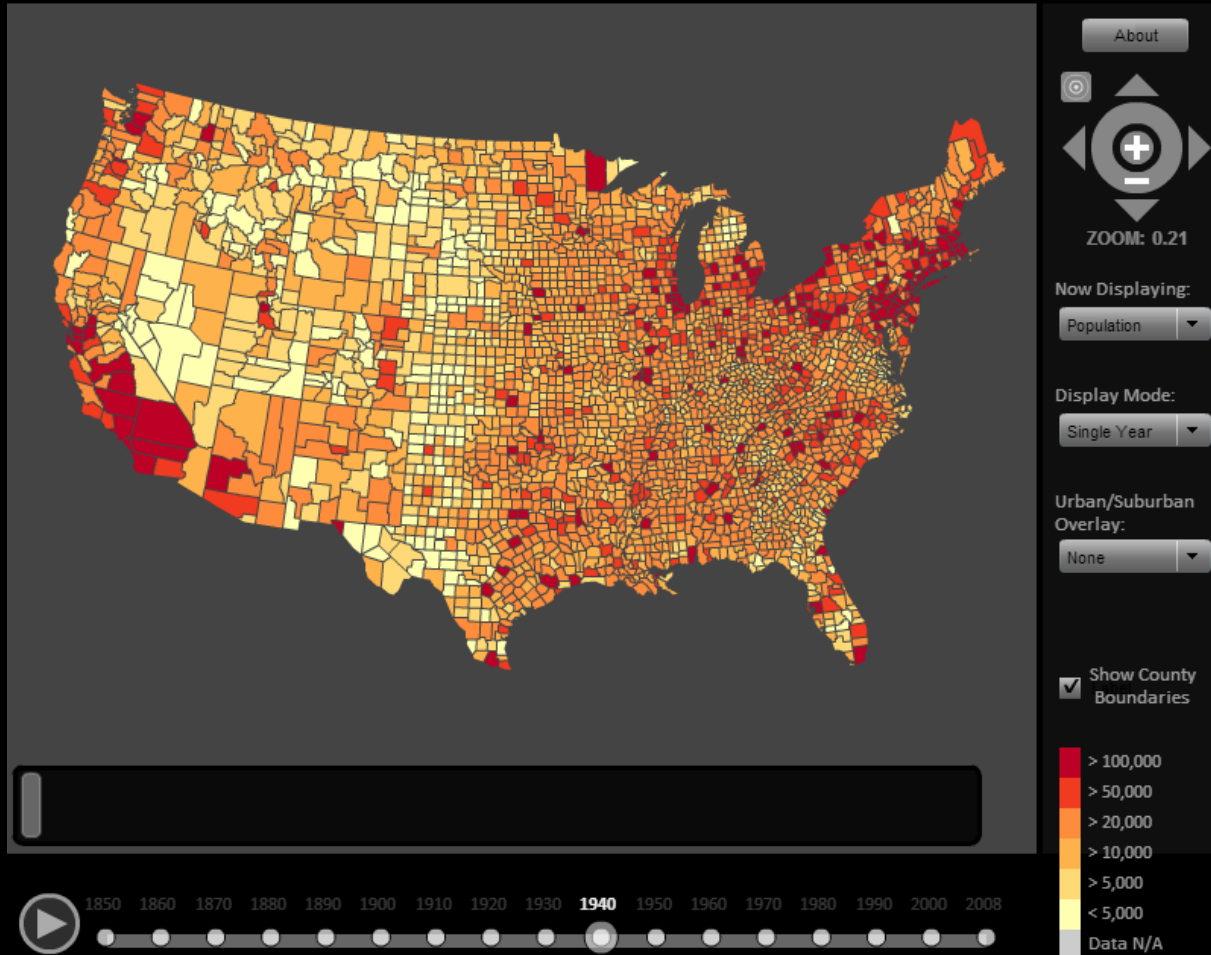 About
ZOOM: 0.21
Now Displaying:
Population
Display Mode:
Single Year
Urban/Suburban
Overlay:
None
Show County
Boundaries
> 100,000
> 50,000
> 20,000
> 10,000
> 5,000
< 5,000
Data N/A
1850 1860 1870 1880 1890 1900 1910 1920 1930 1940 1950 1960 1970 1980 1990 2000 2008